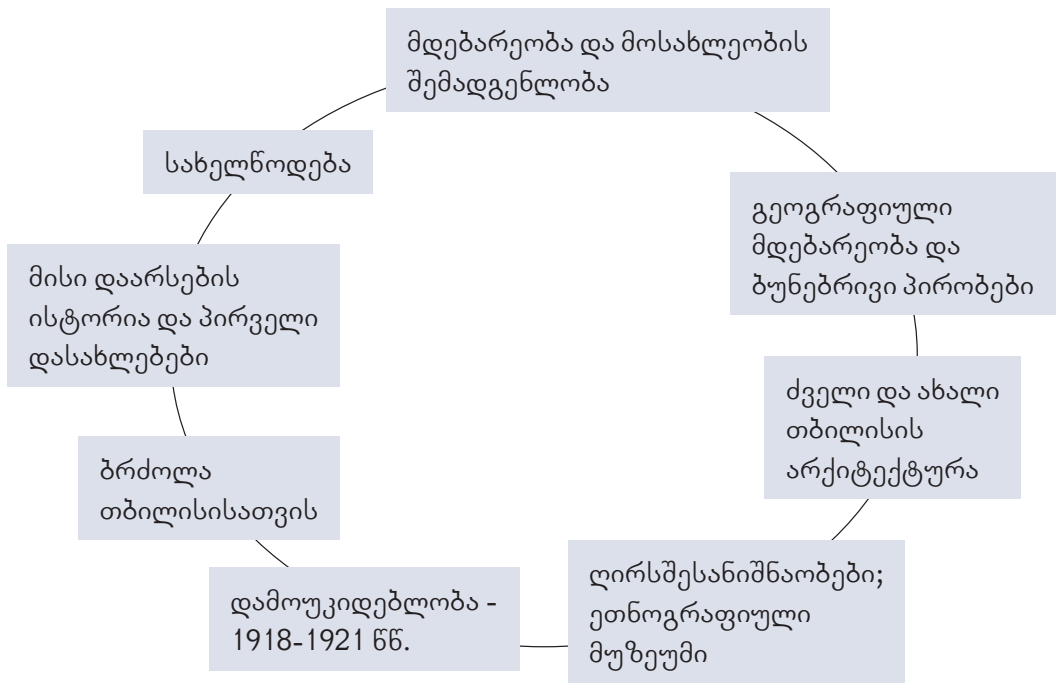 მდებარეობა და მოსახლეობის
შემადგენლობა
სახელწოდება
გეოგრაფიული
მდებარეობა და
ბუნებრივი პირობები
მისი დაარსების
ისტორია და პირველი
დასახლებები
ძველი და ახალი
თბილისის
არქიტექტურა
ბრძოლა
თბილისისათვის
ღირსშესანიშნაობები;
ეთნოგრაფიული
მუზეუმი
დამოუკიდებლობა -
1918-1921 წწ.